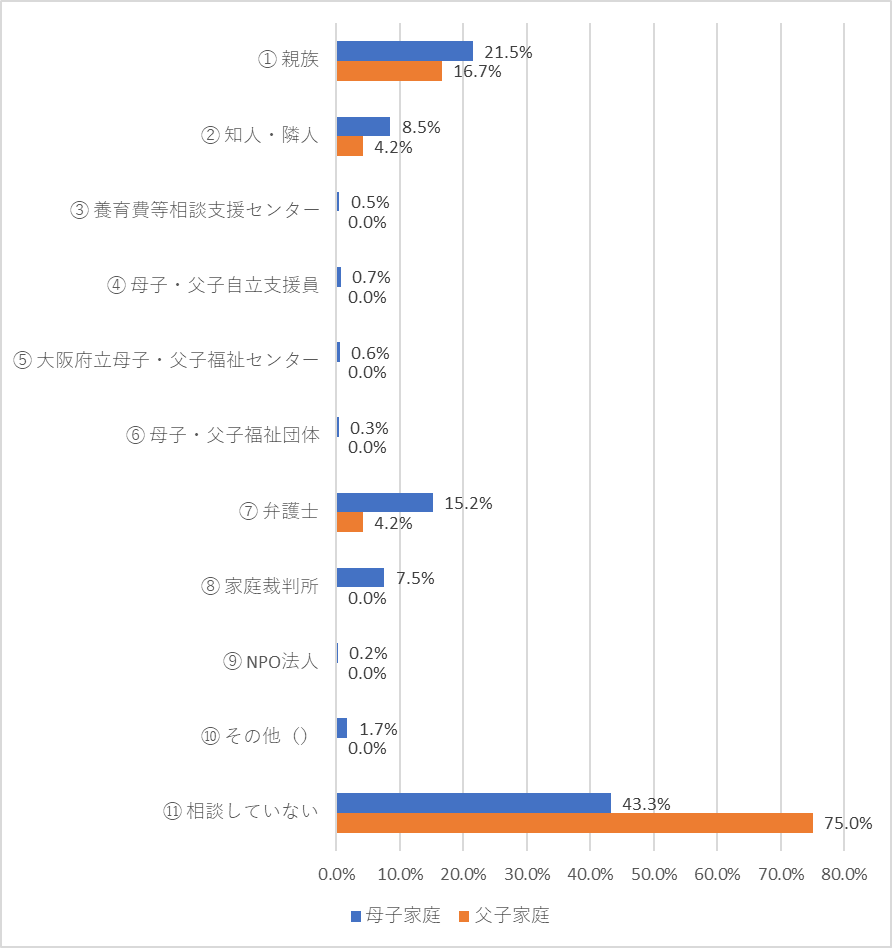 ① 親族
21.5%
16.7%
② 知人・隣人
8.5%
4.2%
③ 養育費等相談支援センター
0.5%
0.0%
④ 母子・父子自立支援員
0.7%
0.0%
⑤ 大阪府立母子・父子福祉センター
0.6%
0.0%
⑥ 母子・父子福祉団体
0.3%
0.0%
⑦ 弁護士
15.2%
4.2%
⑧ 家庭裁判所
7.5%
0.0%
⑨ NPO法人
0.2%
0.0%
⑩ その他（）
1.7%
0.0%
⑪ 相談していない
43.3%
75.0%
0.0% 10.0% 20.0% 30.0% 40.0% 50.0% 60.0% 70.0% 80.0%
母子家庭 父子家庭